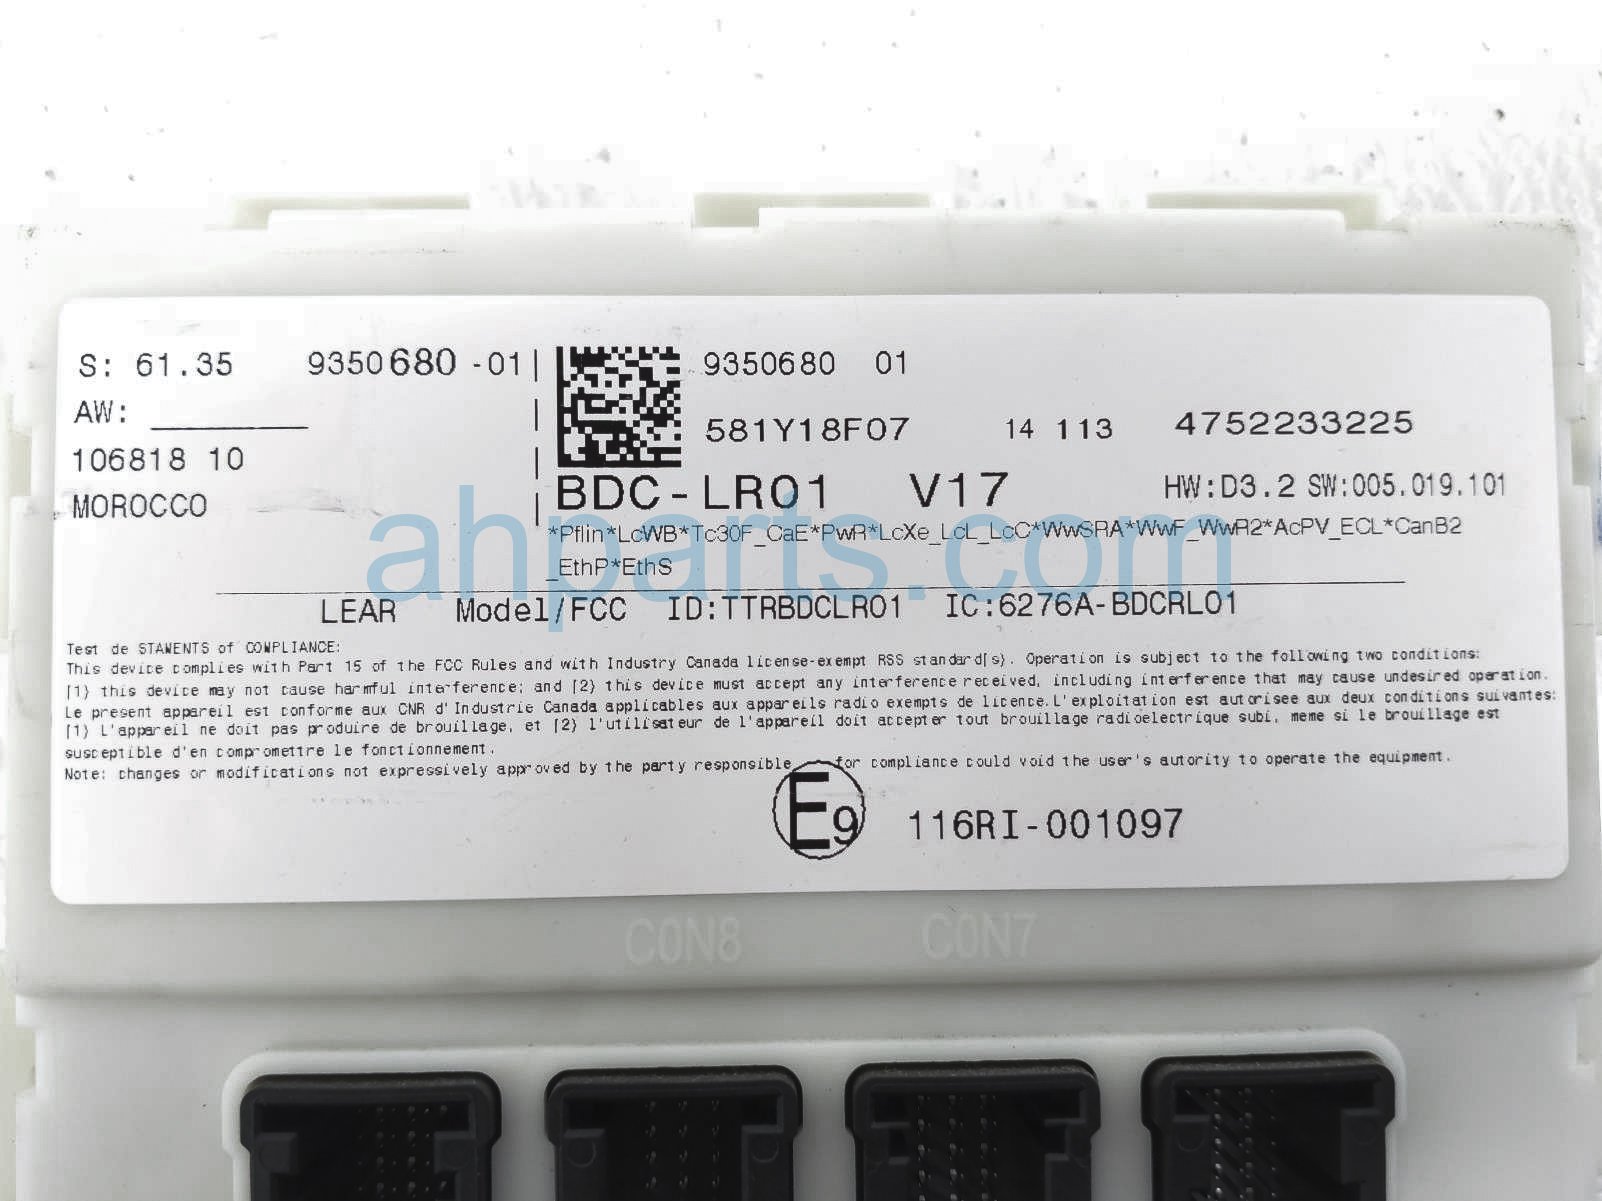 S: 61.35 9350680 -01
AW:
106818 10
MOROCCO
9350680 01
581Y18F07 14 113 4752233225
BDC-LR01 V17 HW:D3.2 SW:005.019.101
*Pflin*LcWB*Tc30F_CaE*PwR*LcXe_LcL_LcC*WwSRA*WwF_WwR2*AcPV_ECL*CanB2
_EthP*EthS
ahparts.com
LEAR Model/FCC ID:TTRBDCLR01 IC:6276A-BDCRL01
Test de STAWENTS of COWPLIANCE:
This device complies with Part 15 of the FCC Rules and with Industry Canada license-exempt RSS standard(s). Operation is subject to the following two conditions:
(1) this device may not cause harmful interference; and (2) this device must accept any interference received, including interference that may cause undesired operation.
Le present appareil est conforme aux CNR d'Industrie Canada applicables aux appareils radio exempts de licence.L'exploitation est autorisee aux deux conditions suivantes:
(1) L'appareil ne doit pas produire de brouillage, et (2) l'utilisateur de l'appareil doit accepter tout brouillage radioelectrique subi, meme si le brouillage est
susceptible d'en compromettre le fonctionnement.
Note: changes or modifications not expressively approved by the party responsible for compliance could void the user's autority to operate the equipment.
E9 116RI-001097
CON8 CON7